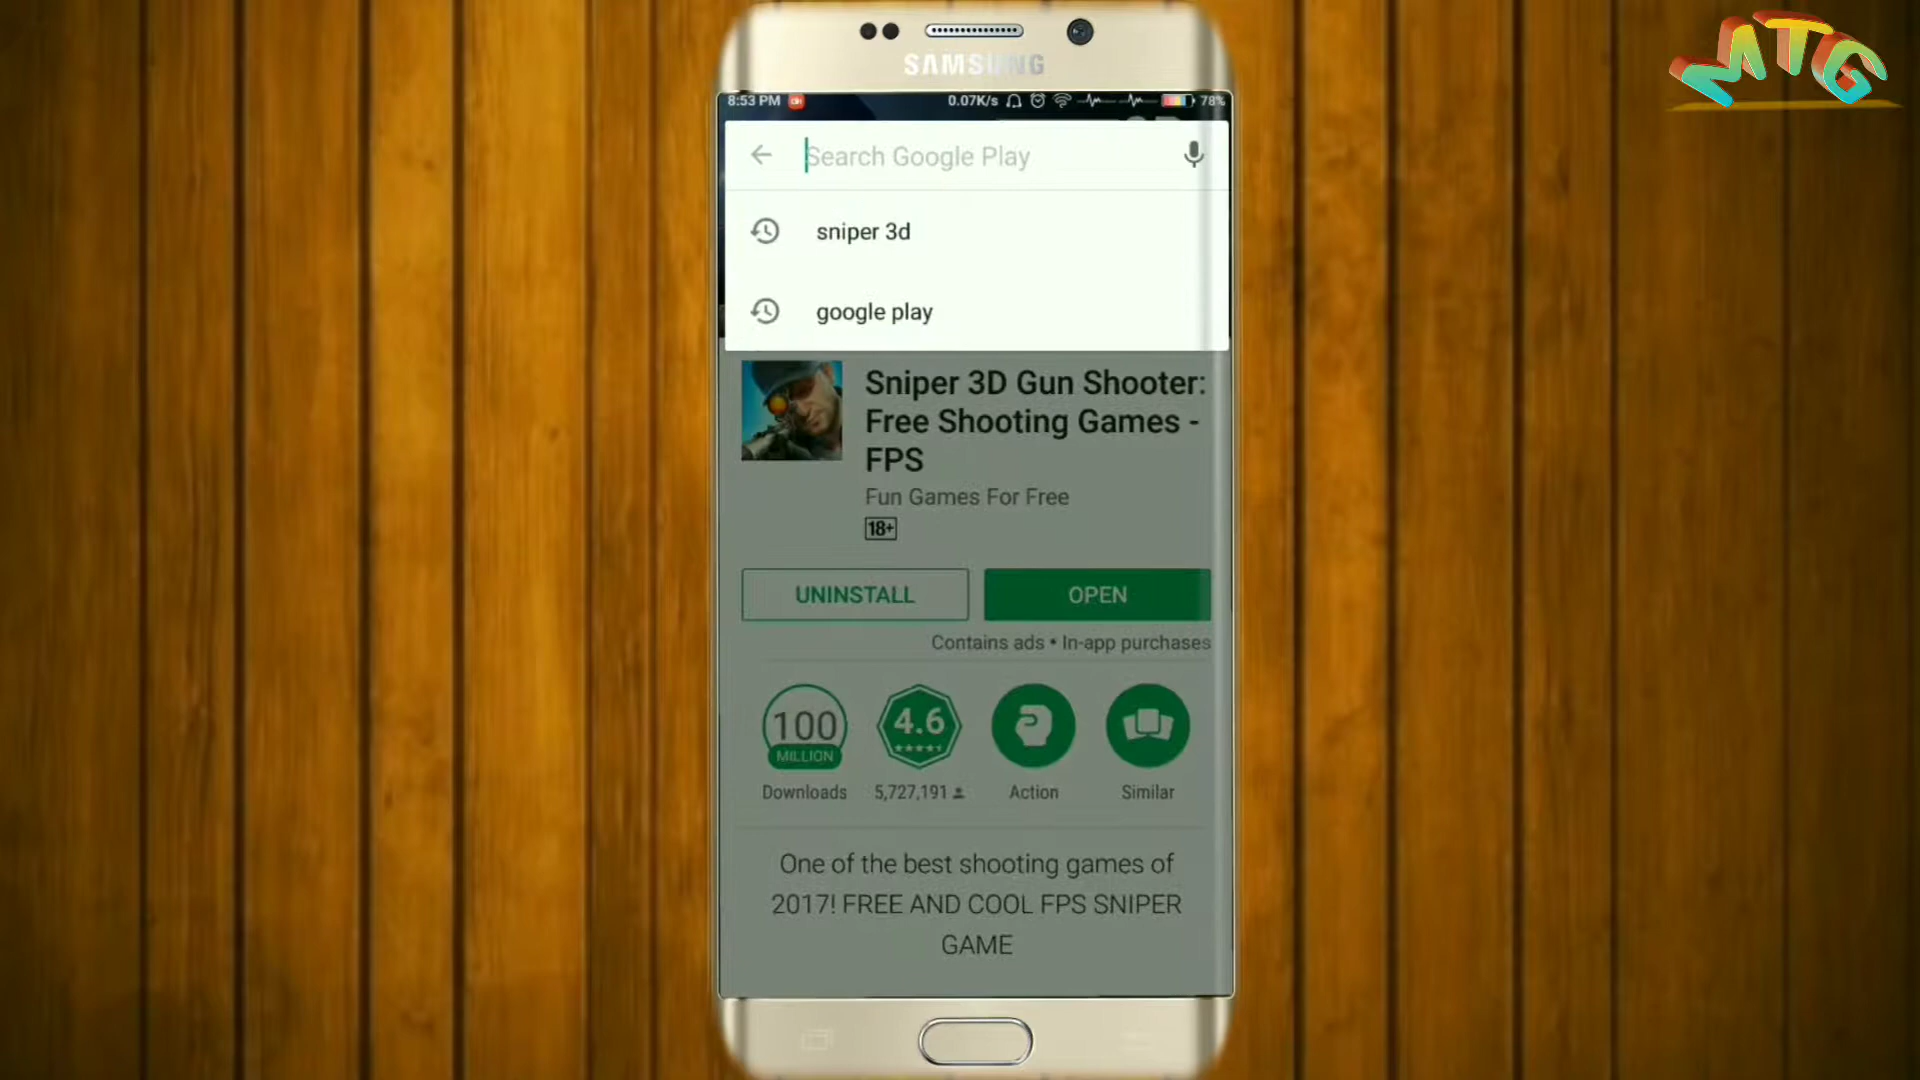 MTG
SAMSUNG
8:53 PM 0.07K/s 78%
Search Google Play
sniper 3d
google play
Sniper 3D Gun Shooter:
Free Shooting Games -
FPS
Fun Games For Free
18+
UNINSTALL OPEN
Contains ads • In-app purchases
100 4.6
MILLION
Downloads 5,727,191 Action Similar
One of the best shooting games of
2017! FREE AND COOL FPS SNIPER
GAME